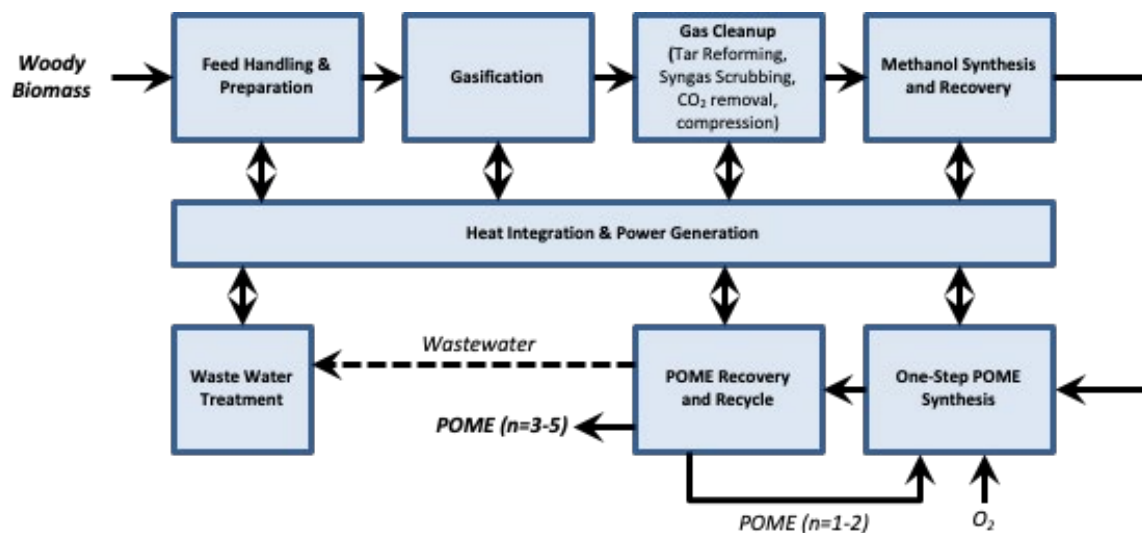 Woody
Biomass
Feed Handling &
Preparation
Gasification
Gas Cleanup
(Tar Reforming,
Syngas Scrubbing,
CO₂ removal,
compression)
Methanol Synthesis
and Recovery
Heat Integration & Power Generation
Waste Water
Treatment
Wastewater
POME (n=3-5)
POME Recovery
and Recycle
One-Step POME
Synthesis
POME (n=1-2)
O₂